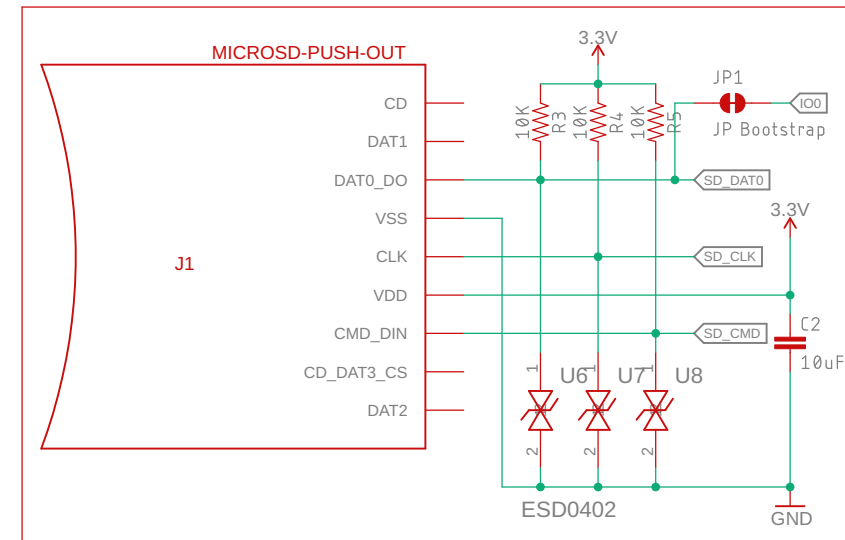 3.3V
MICROSD-PUSH-OUT
JP1
CD
10K
R3
10K
R4
10K
R5
IO0
JP Bootstrap
DAT1
DAT0_DO
SD_DAT0
VSS
3.3V
J1
CLK
SD_CLK
VDD
CMD_DIN
SD_CMD
C2
10uF
CD_DAT3_CS
1
U6
1
U7
1
U8
DAT2
2
2
2
ESD0402
GND